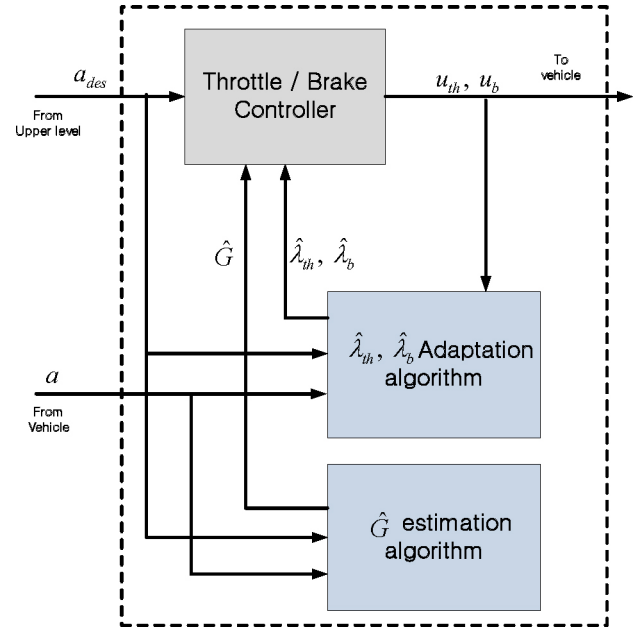 a_des
From
Upper level
Throttle / Brake
Controller
u_th, u_b
To
vehicle
Ĝ
λ̂_th, λ̂_b
λ̂_th, λ̂_b Adaptation
algorithm
a
From
Vehicle
Ĝ estimation
algorithm